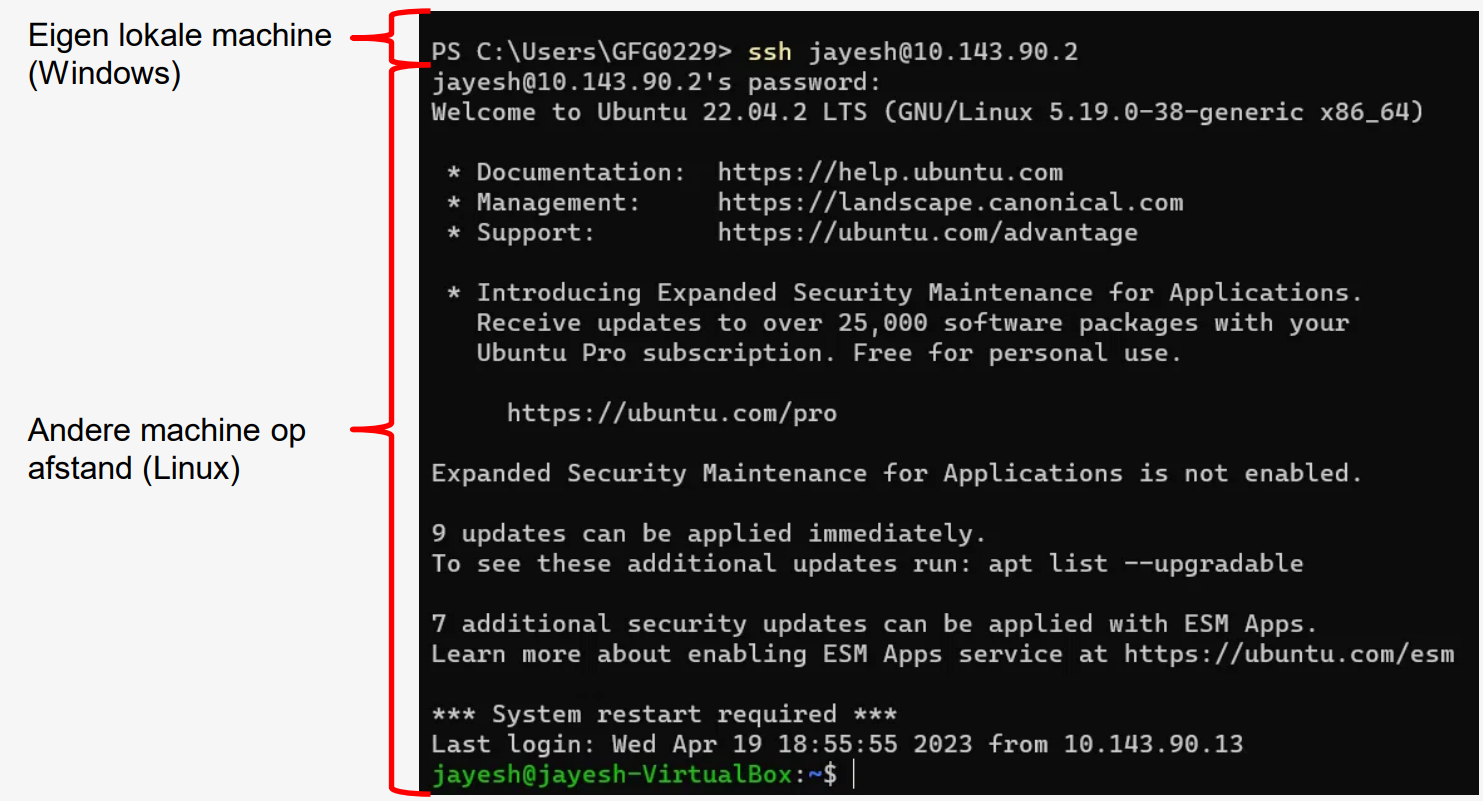 Eigen lokale machine
(Windows)
PS C:\Users\GFG0229> ssh jayesh@10.143.90.2
jayesh@10.143.90.2's password:
Welcome to Ubuntu 22.04.2 LTS (GNU/Linux 5.19.0-38-generic x86_64)
* Documentation:  https://help.ubuntu.com
* Management:     https://landscape.canonical.com
* Support:        https://ubuntu.com/advantage
* Introducing Expanded Security Maintenance for Applications.
Receive updates to over 25,000 software packages with your
Ubuntu Pro subscription. Free for personal use.
https://ubuntu.com/pro
Andere machine op
afstand (Linux)
Expanded Security Maintenance for Applications is not enabled.
9 updates can be applied immediately.
To see these additional updates run: apt list --upgradable
7 additional security updates can be applied with ESM Apps.
Learn more about enabling ESM Apps service at https://ubuntu.com/esm
*** System restart required ***
Last login: Wed Apr 19 18:55:55 2023 from 10.143.90.13
jayesh@jayesh-VirtualBox:~$